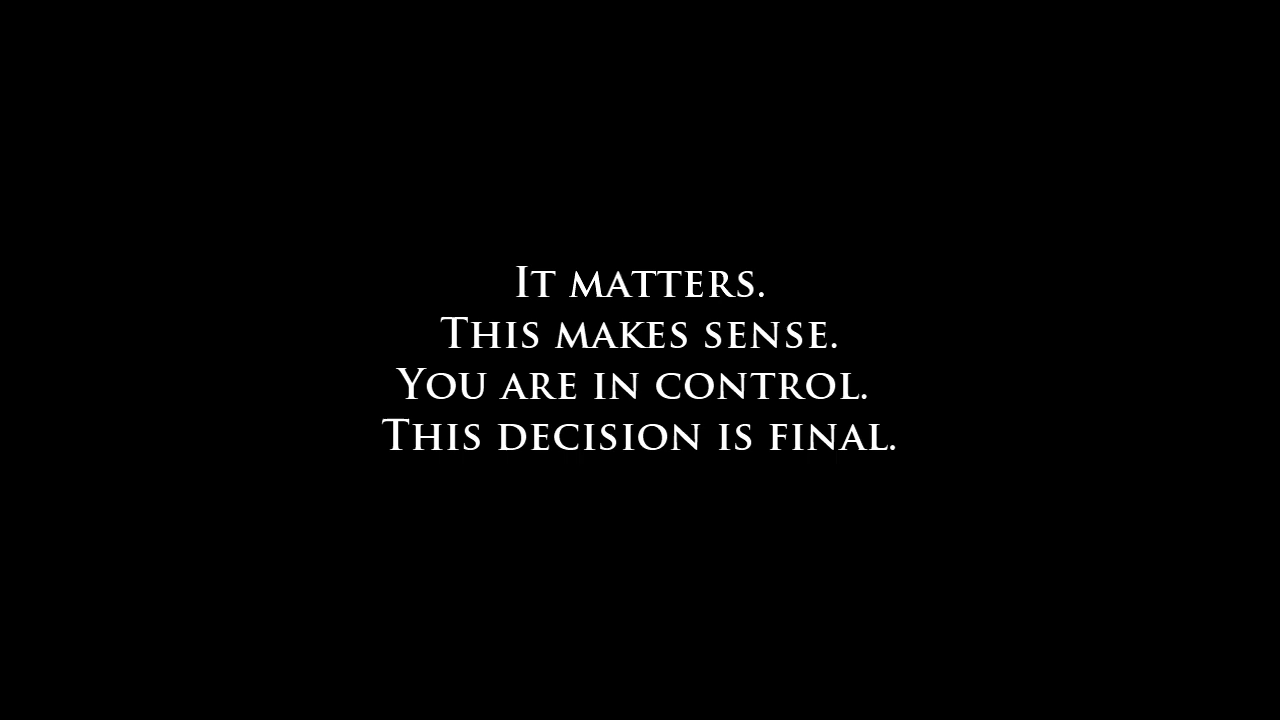 It matters.
This makes sense.
You are in control.
This decision is final.